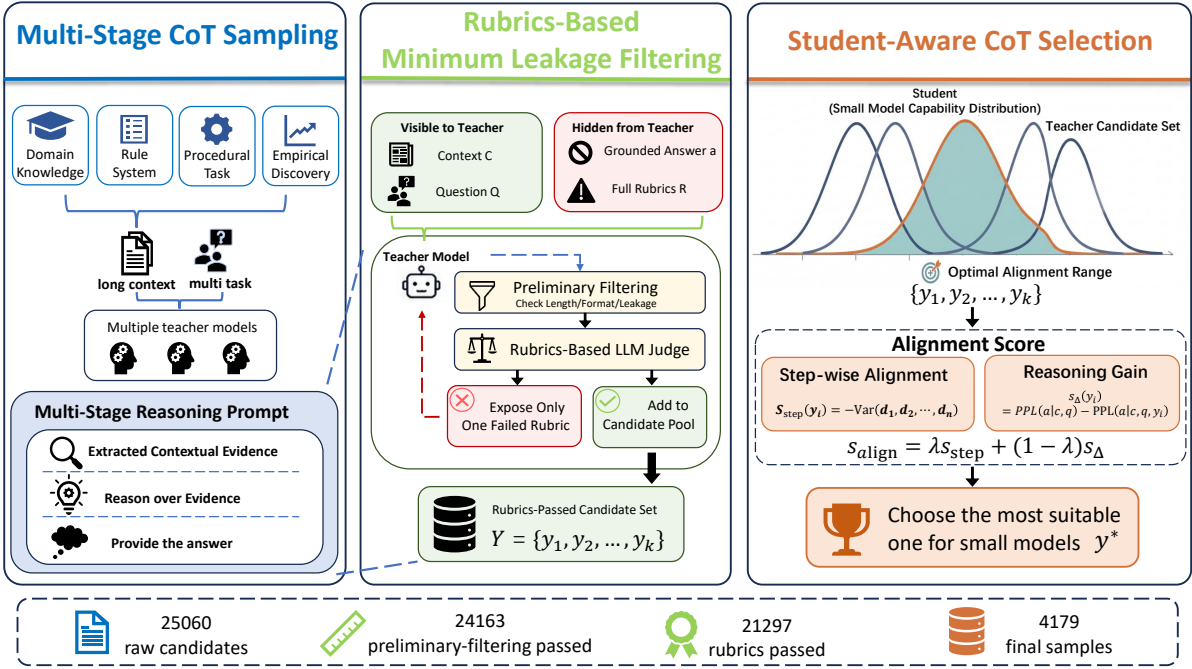 Multi-Stage CoT Sampling
Domain
Knowledge
Rule
System
Procedural
Task
Empirical
Discovery
long context
multi task
Multiple teacher models
Multi-Stage Reasoning Prompt
Extracted Contextual Evidence
Reason over Evidence
Provide the answer
Rubrics-Based
Minimum Leakage Filtering
Visible to Teacher
Context C
Question Q
Hidden from Teacher
Grounded Answer a
Full Rubrics R
Teacher Model
Preliminary Filtering
Check Length/Format/Leakage
Rubrics-Based LLM Judge
Expose Only
One Failed Rubric
Add to
Candidate Pool
Rubrics-Passed Candidate Set
Y = {y₁, y₂, ..., yₖ}
Student-Aware CoT Selection
Student
(Small Model Capability Distribution)
Teacher Candidate Set
Optimal Alignment Range
{y₁, y₂, ..., yₖ}
Alignment Score
Step-wise Alignment
S_step(yᵢ) = −Var(d₁, d₂, ⋯, dₙ)
Reasoning Gain
s_Δ(yᵢ)
= PPL(a|c, q) − PPL(a|c, q, yᵢ)
s_align = λs_step + (1 − λ)s_Δ
Choose the most suitable
one for small models y*
25060
raw candidates
24163
preliminary-filtering passed
21297
rubrics passed
4179
final samples